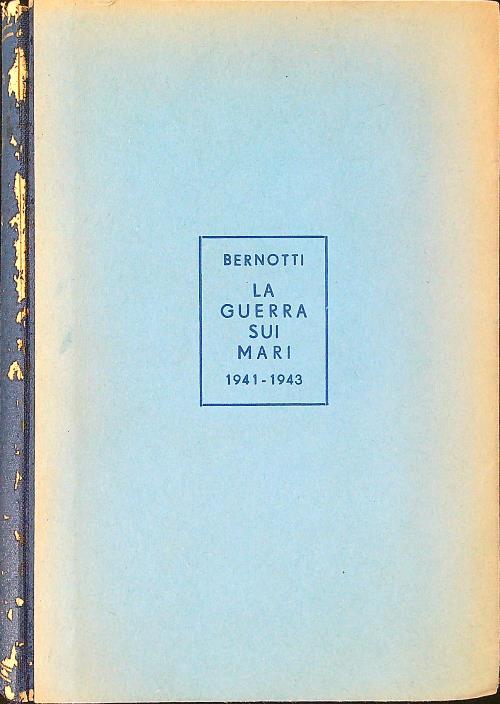 BERNOTTI
LA
GUERRA
SUI
MARI
1941-1943